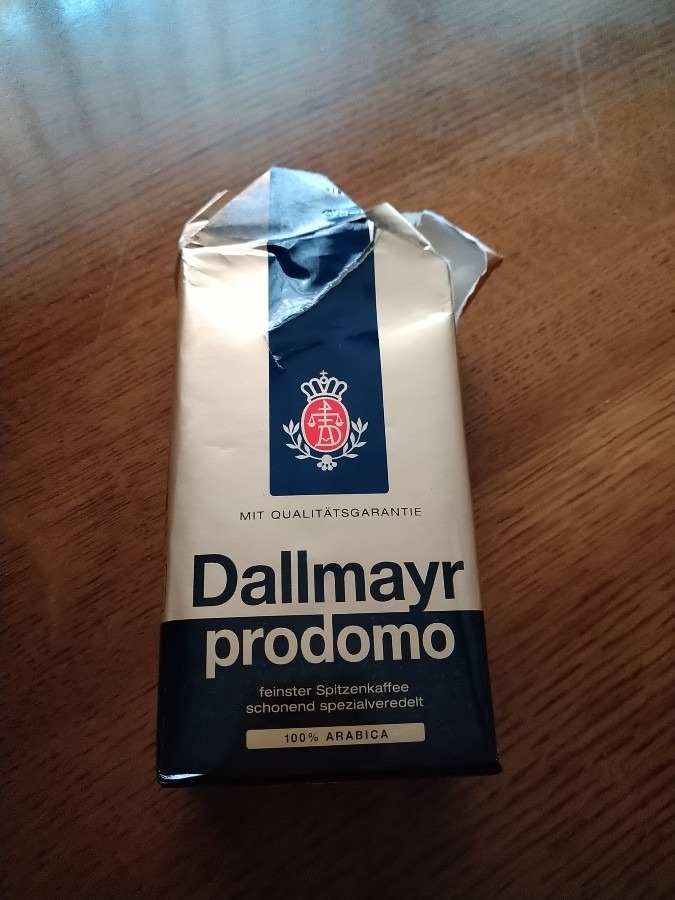 MIT QUALITÄTSGARANTIE
Dallmayr
prodomo
feinster Spitzenkaffee
schonend spezialveredelt
100% ARABICA